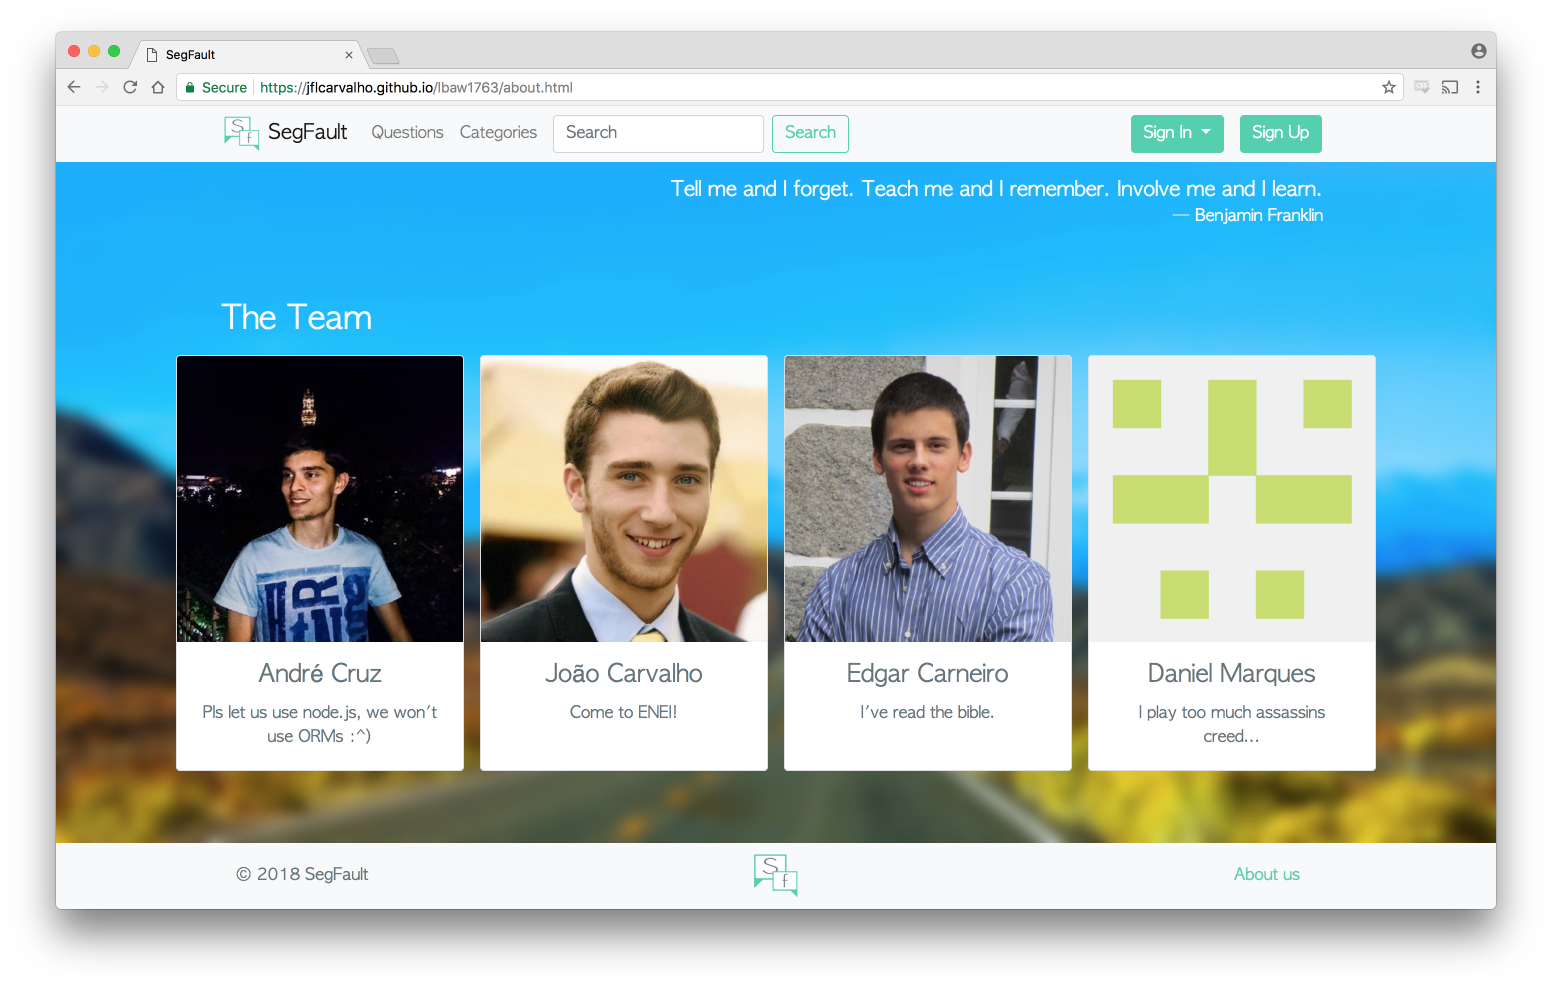 SegFault
Secure https://jflcarvalho.github.io/lbaw1763/about.html
Sf SegFault Questions Categories Search Search Sign In Sign Up
Tell me and I forget. Teach me and I remember. Involve me and I learn.
— Benjamin Franklin
The Team
André Cruz
Pls let us use node.js, we won't
use ORMs :^)
João Carvalho
Come to ENEI!
Edgar Carneiro
I've read the bible.
Daniel Marques
I play too much assassins
creed...
© 2018 SegFault Sf About us